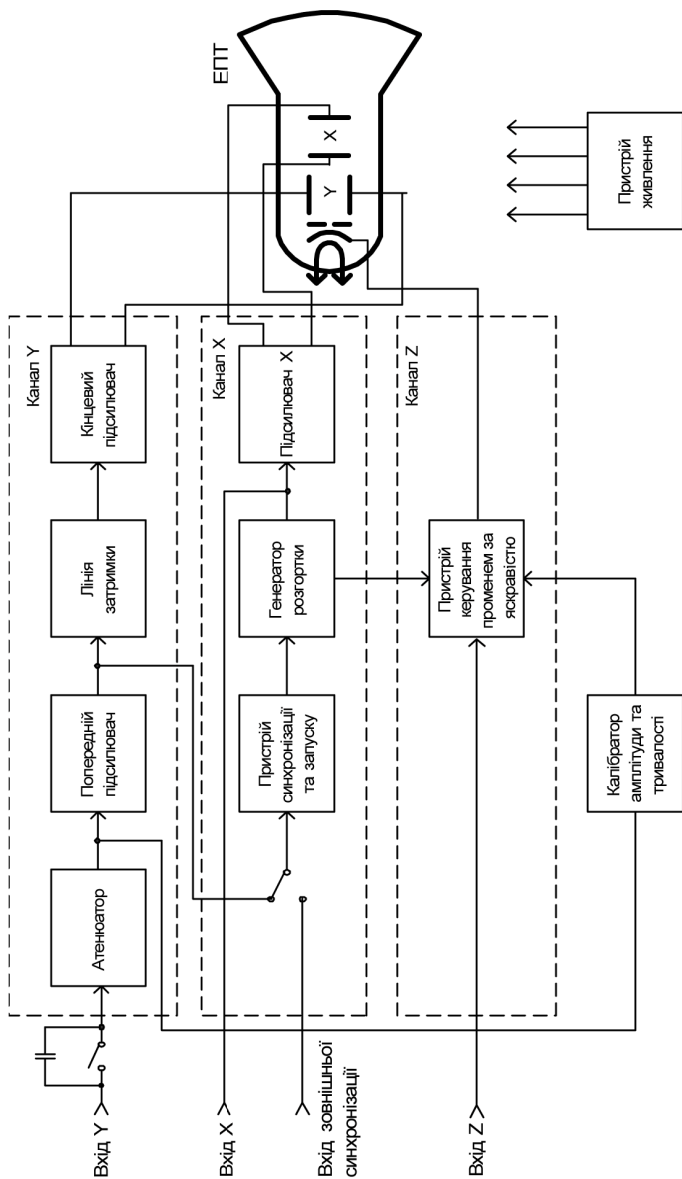 Вхід Y
Атенюатор
Попередній
підсилювач
Лінія
затримки
Кінцевий
підсилювач
Канал Y
ЕПТ
Y
X
Вхід X
Вхід зовнішньої
синхронізації
Пристрій
синхронізації
та запуску
Генератор
розгортки
Підсилювач X
Канал X
Вхід Z
Пристрій
керування
променем за
яскравістю
Канал Z
Калібратор
амплітуди та
тривалості
Пристрій
живлення